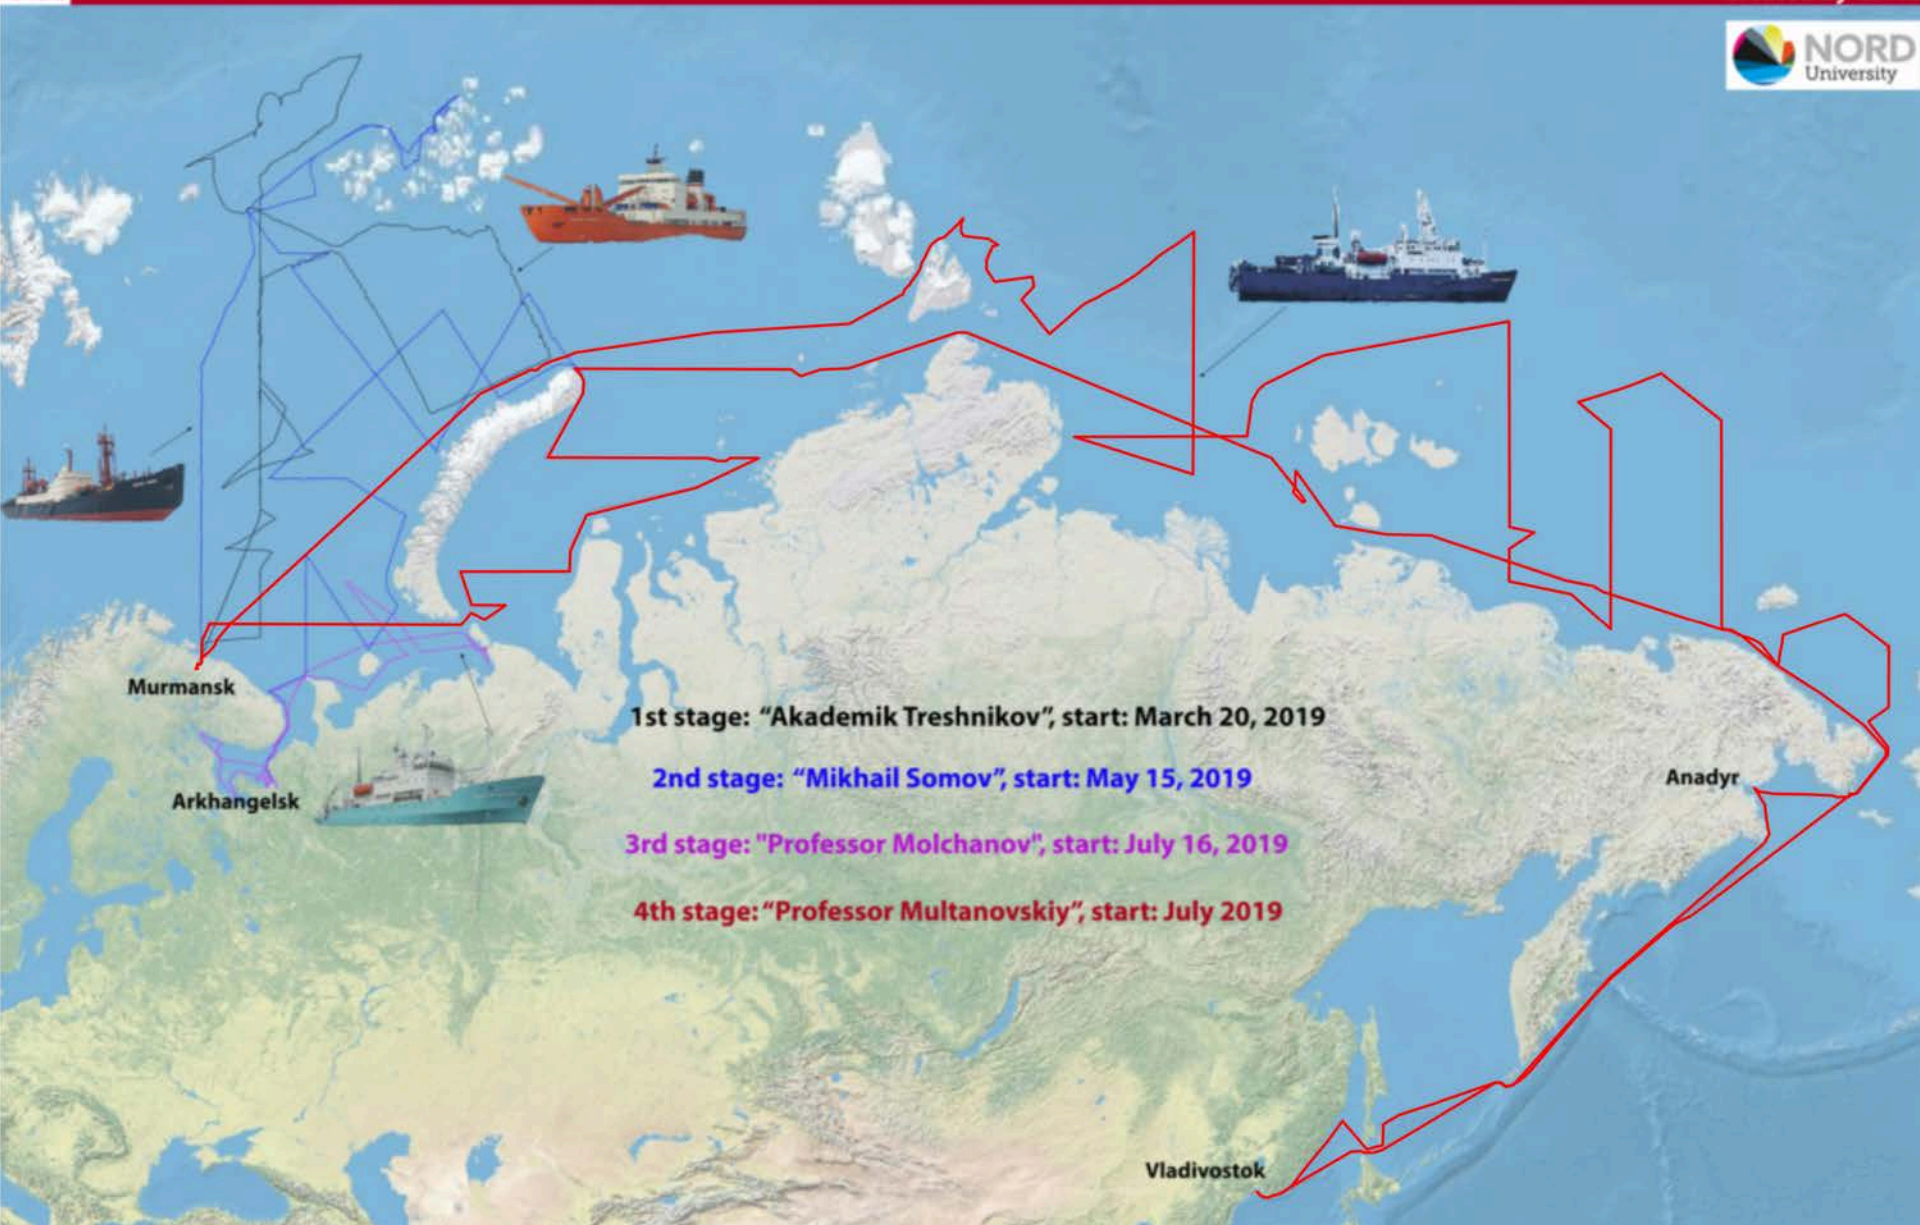 NORD
University
Murmansk
Arkhangelsk
1st stage: “Akademik Treshnikov”, start: March 20, 2019
2nd stage: “Mikhail Somov”, start: May 15, 2019
3rd stage: "Professor Molchanov", start: July 16, 2019
4th stage: “Professor Multanovskiy”, start: July 2019
Anadyr
Vladivostok